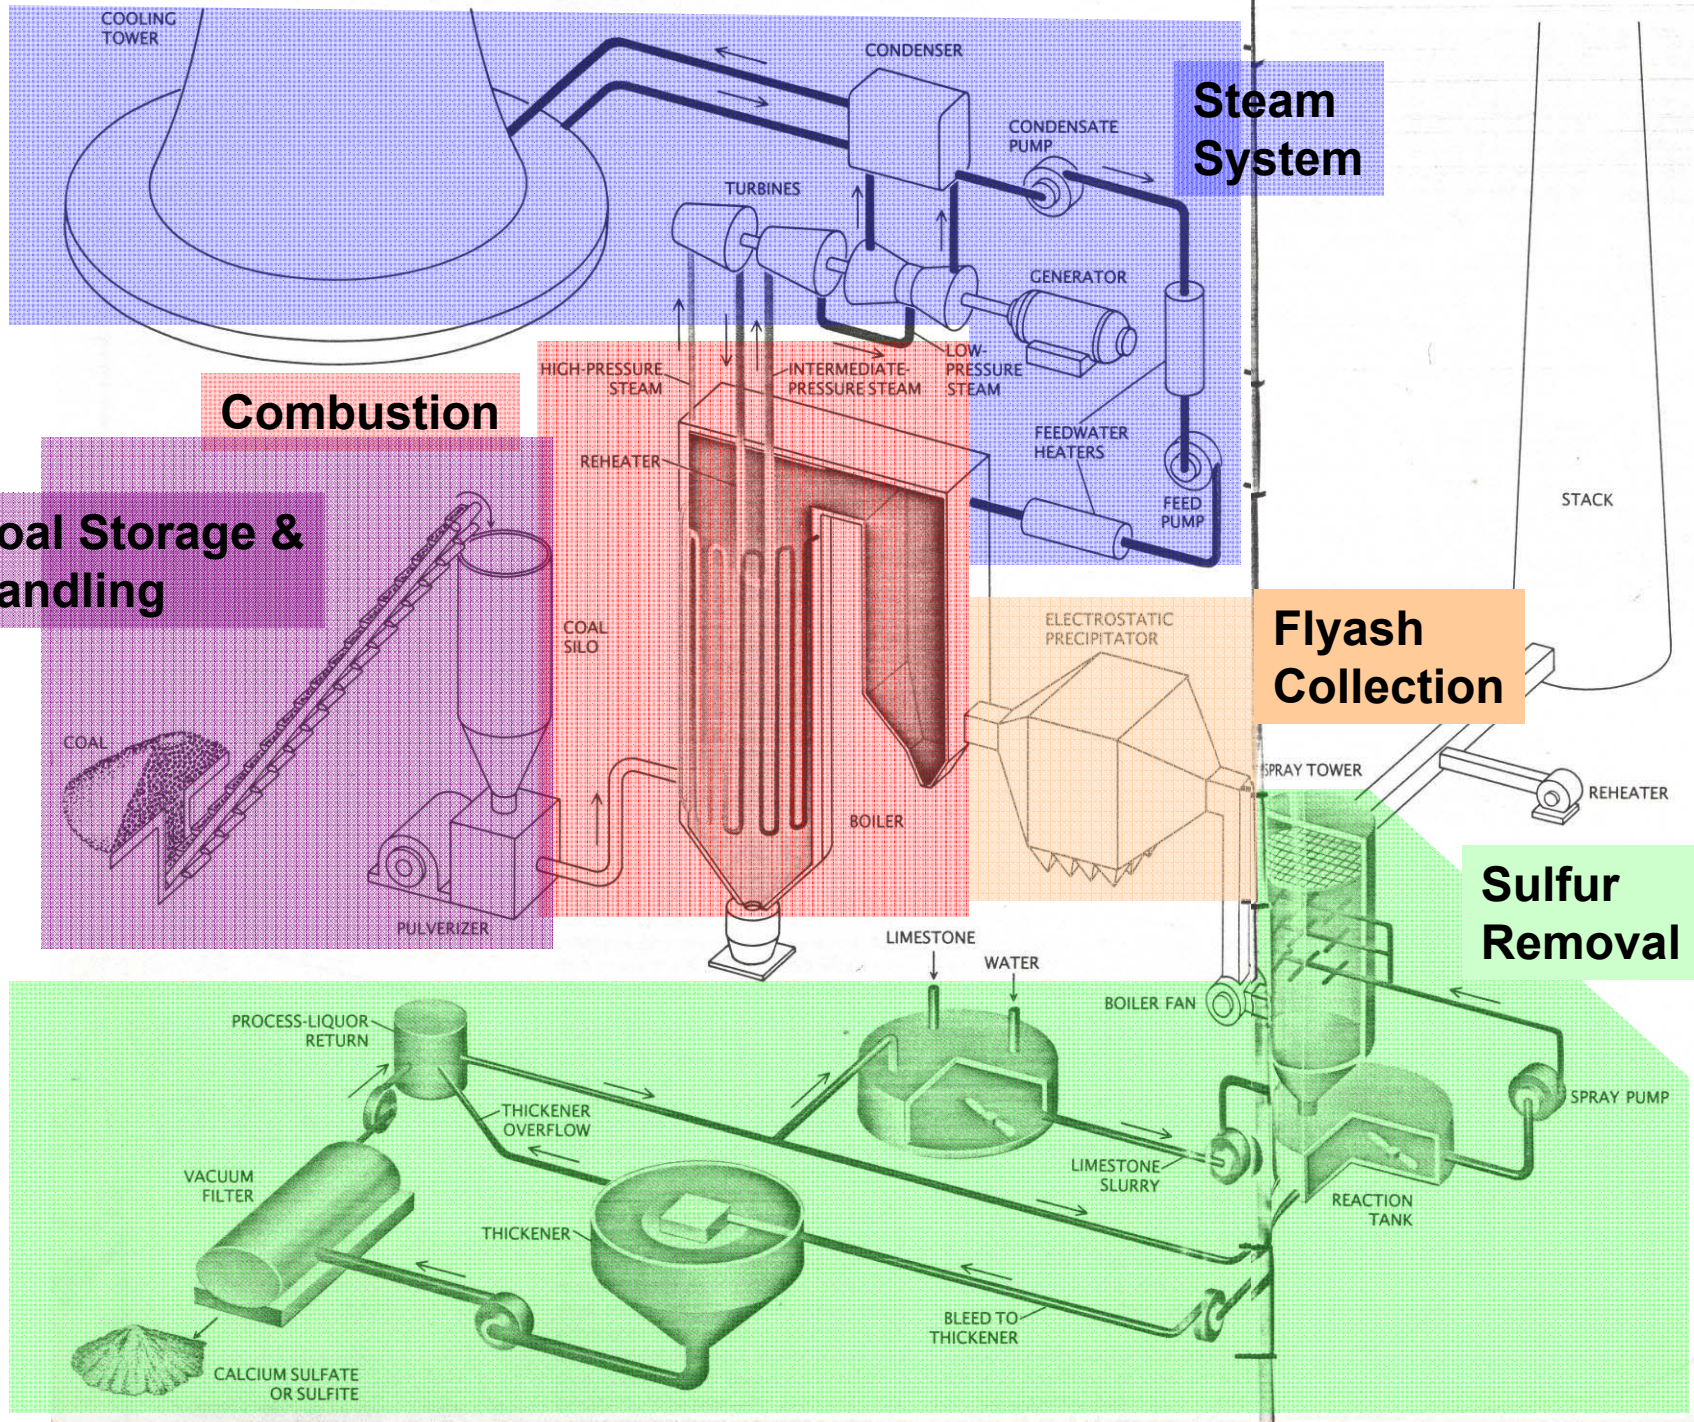 COOLING
TOWER
CONDENSER
Steam
System
CONDENSATE
PUMP
TURBINES
GENERATOR
HIGH-PRESSURE
STEAM
INTERMEDIATE-
PRESSURE STEAM
LOW-
PRESSURE
STEAM
Combustion
REHEATER
FEEDWATER
HEATERS
FEED
PUMP
STACK
oal Storage &
andling
COAL
SILO
ELECTROSTATIC
PRECIPITATOR
Flyash
Collection
COAL
SPRAY TOWER
REHEATER
BOILER
PULVERIZER
Sulfur
Removal
LIMESTONE
WATER
BOILER FAN
PROCESS-LIQUOR
RETURN
SPRAY PUMP
THICKENER
OVERFLOW
LIMESTONE
SLURRY
VACUUM
FILTER
REACTION
TANK
THICKENER
BLEED TO
THICKENER
CALCIUM SULFATE
OR SULFITE